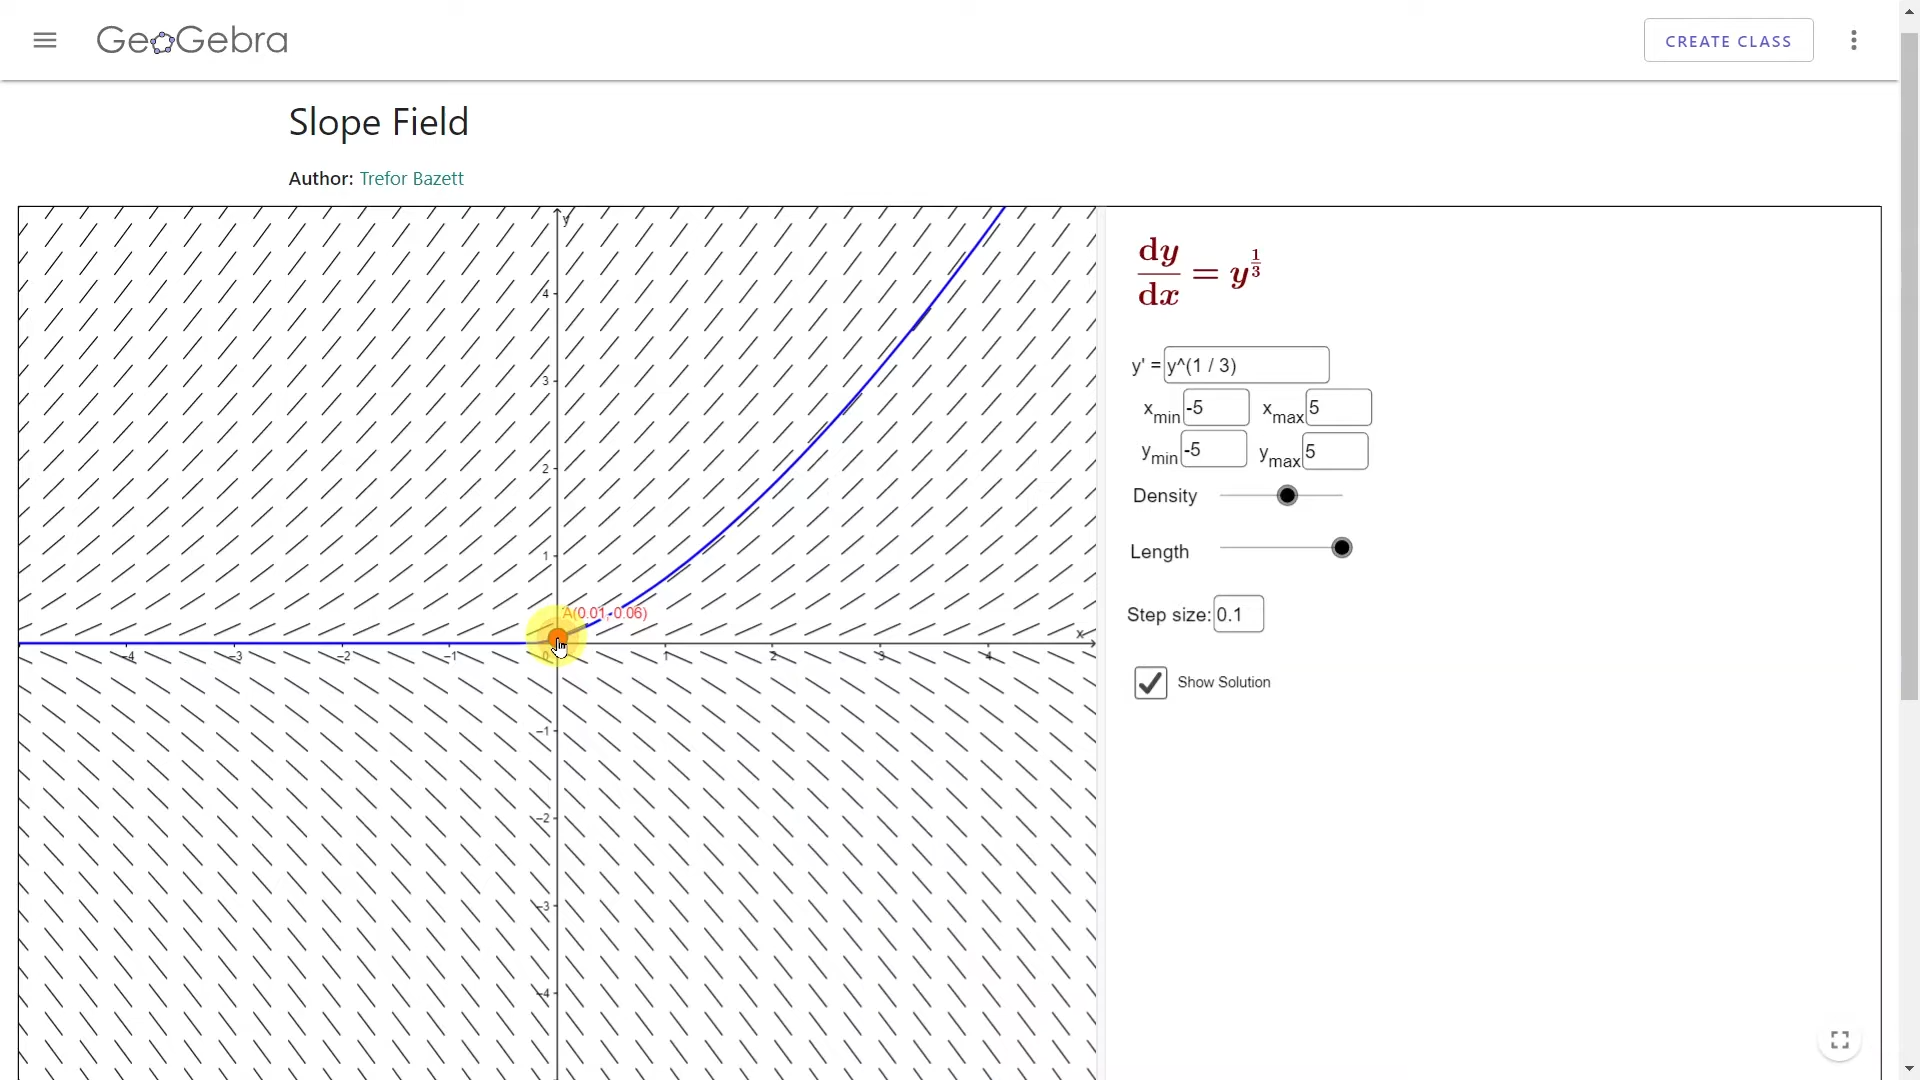 GeoGebra
CREATE CLASS
Slope Field
Author: Trefor Bazett
y
4
3
2
1
A(0.01, 0.06)
x
-4 -3 -2 -1 0 1 2 3 4
-1
-2
-3
-4
dy/dx = y^(1/3)
y' = y^(1 / 3)
xmin -5 xmax 5
ymin -5 ymax 5
Density
Length
Step size: 0.1
Show Solution